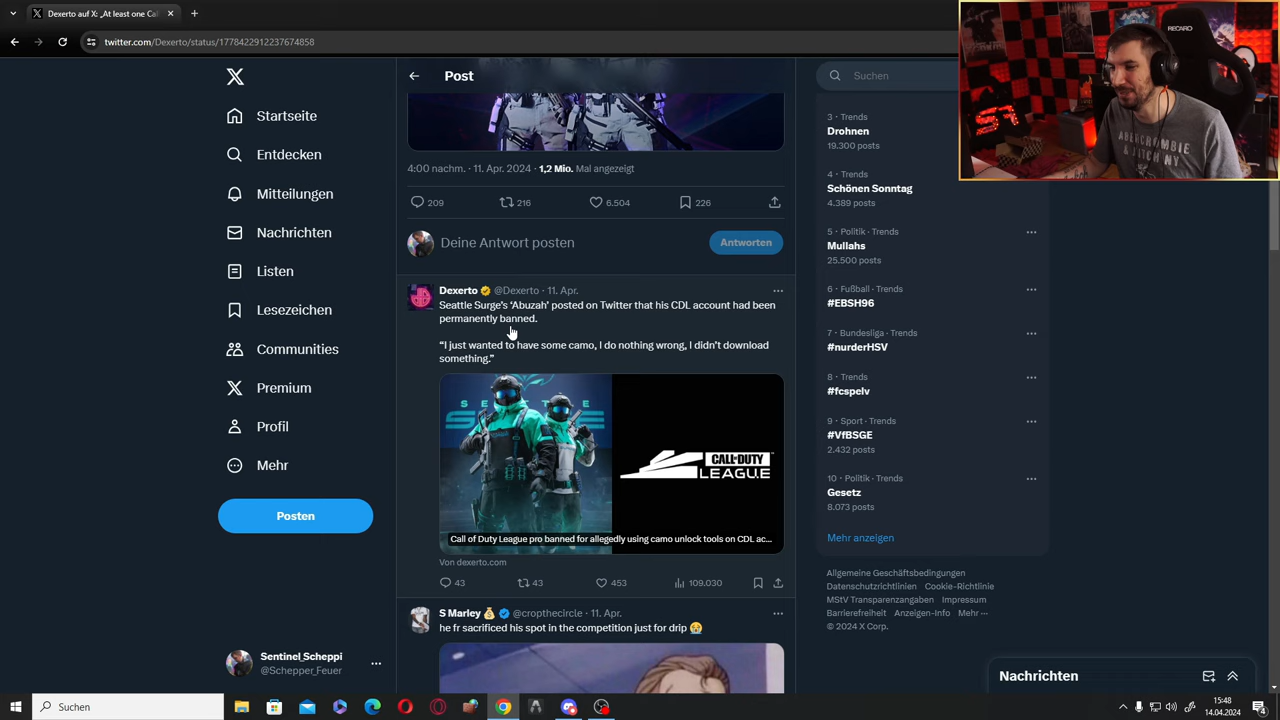 Dexerto auf X: „At least one Cal
twitter.com/Dexerto/status/1778422912237674858
Post
Suchen
Startseite
Entdecken
Mitteilungen
Nachrichten
Listen
Lesezeichen
Communities
Premium
Profil
Mehr
Posten
Sentinel_Scheppi
@Schepper_Feuer
4:00 nachm. · 11. Apr. 2024 · 1,2 Mio. Mal angezeigt
209 216 6.504 226
Deine Antwort posten
Antworten
Dexerto @Dexerto · 11. Apr.
Seattle Surge's 'Abuzah' posted on Twitter that his CDL account had been
permanently banned.
“I just wanted to have some camo, I do nothing wrong, I didn't download
something.”
SEATTLE
CALL OF DUTY
LEAGUE
Call of Duty League pro banned for allegedly using camo unlock tools on CDL ac...
Von dexerto.com
43 43 453 109.030
S Marley 💰 @cropthecircle · 11. Apr.
he fr sacrificed his spot in the competition just for drip 😭
3 · Trends
Drohnen
19.300 posts
4 · Trends
Schönen Sonntag
4.389 posts
5 · Politik · Trends
Mullahs
25.500 posts
6 · Fußball · Trends
#EBSH96
7 · Bundesliga · Trends
#nurderHSV
8 · Trends
#fcspelv
9 · Sport · Trends
#VfBSGE
2.432 posts
10 · Politik · Trends
Gesetz
8.073 posts
Mehr anzeigen
Allgemeine Geschäftsbedingungen
Datenschutzrichtlinien Cookie-Richtlinie
MStV Transparenzangaben Impressum
Barrierefreiheit Anzeigen-Info Mehr ···
© 2024 X Corp.
Nachrichten
RECARO
ABERCROMBIE
& FITCH NY
Suchen
15:48
14.04.2024
4